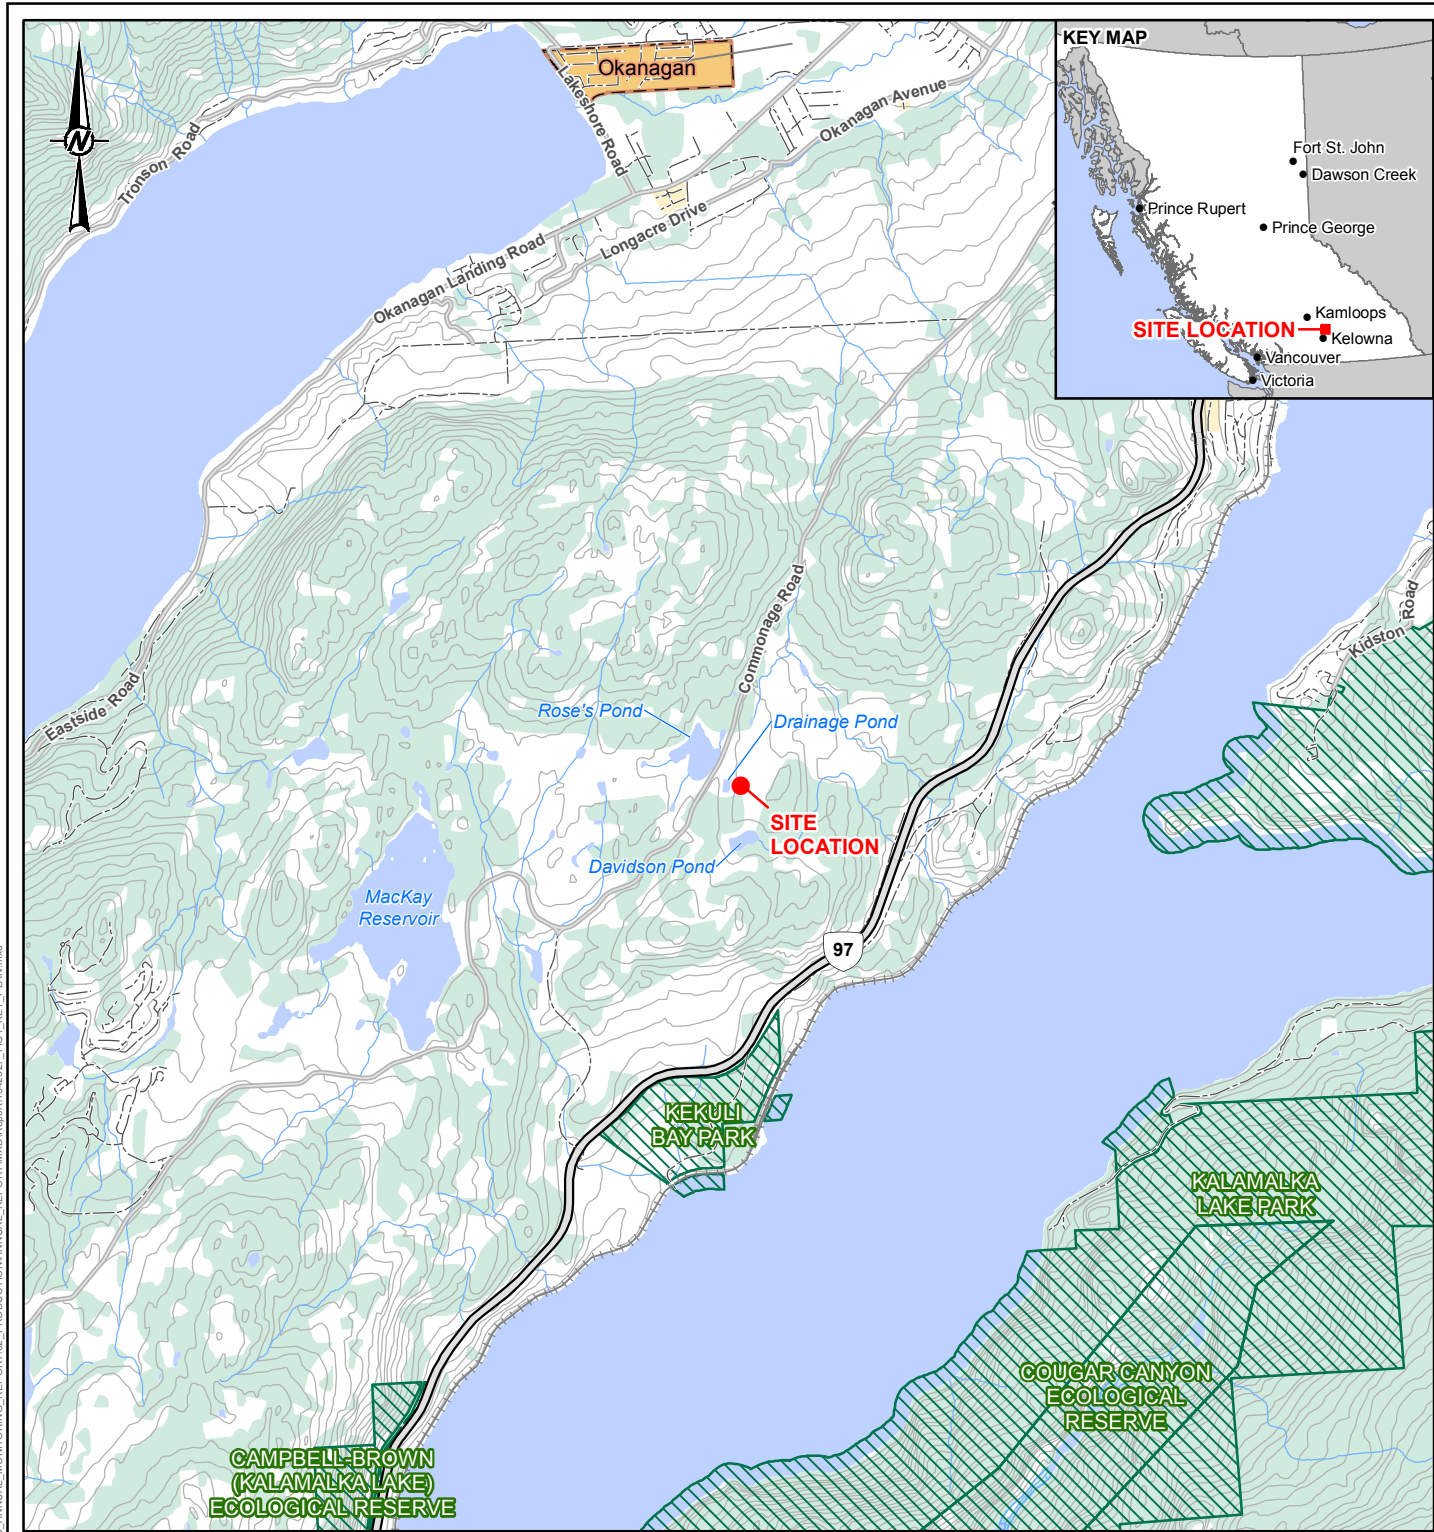 KEY MAP
Fort St. John
Dawson Creek
Prince Rupert
Prince George
Kamloops
SITE LOCATION
Kelowna
Vancouver
Victoria
N
Okanagan
Lakeshore Road
Okanagan Avenue
Tronson Road
Longacre Drive
Okanagan Landing Road
Commonage Road
Kidston Road
Eastside Road
Rose's Pond
Drainage Pond
SITE
LOCATION
Davidson Pond
MacKay
Reservoir
97
KEKULI
BAY PARK
KALAMALKA
LAKE PARK
COUGAR CANYON
ECOLOGICAL
RESERVE
CAMPBELL-BROWN
(KALAMALKA LAKE)
ECOLOGICAL RESERVE